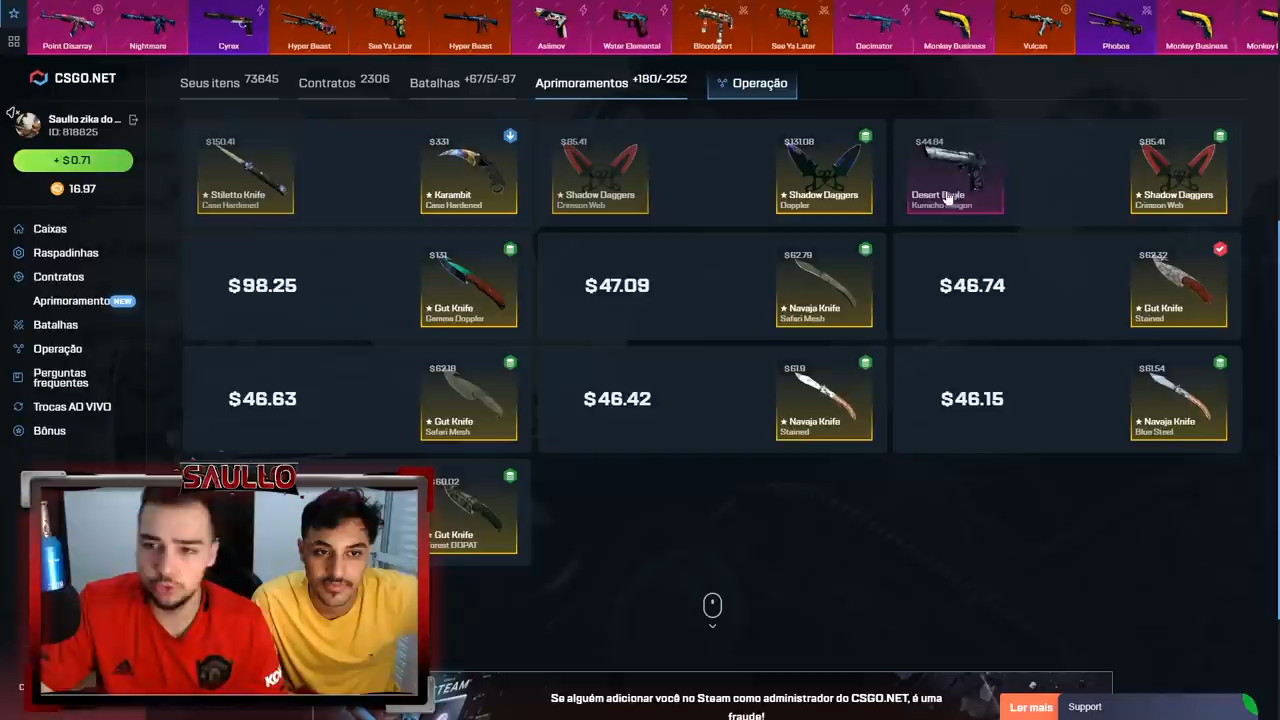 Point Disarray
Nightmare
Cyrex
Hyper Beast
See Ya Later
Hyper Beast
Asiimov
Water Elemental
Bloodsport
See Ya Later
Decimator
Monkey Business
Vulcan
Phobos
Monkey Business
CSGO.NET
Seus itens 73645
Contratos 2306
Batalhas +67/5/-87
Aprimoramentos +180/-252
Operação
Saullo zika do ...
ID: 818825
+ $0.71
16.97
Caixas
Raspadinhas
Contratos
Aprimoramento
NEW
Batalhas
Operação
Perguntas
frequentes
Trocas AO VIVO
Bônus
$150.41
★ Stiletto Knife
Case Hardened
$331
★ Karambit
Case Hardened
$85.41
★ Shadow Daggers
Crimson Web
$131.08
★ Shadow Daggers
Doppler
$44.84
Desert Eagle
Kumicho Dragon
$85.41
★ Shadow Daggers
Crimson Web
$98.25
$131
★ Gut Knife
Gamma Doppler
$47.09
$62.79
★ Navaja Knife
Safari Mesh
$46.74
$62.32
★ Gut Knife
Stained
$46.63
$62.18
★ Gut Knife
Safari Mesh
$46.42
$61.9
★ Navaja Knife
Stained
$46.15
$61.54
★ Navaja Knife
Blue Steel
Gut Knife
Forest DDPAT
SAULLO
STEAM
Se alguém adicionar você no Steam como administrador do CSGO.NET, é uma
fraude!
Ler mais
Support